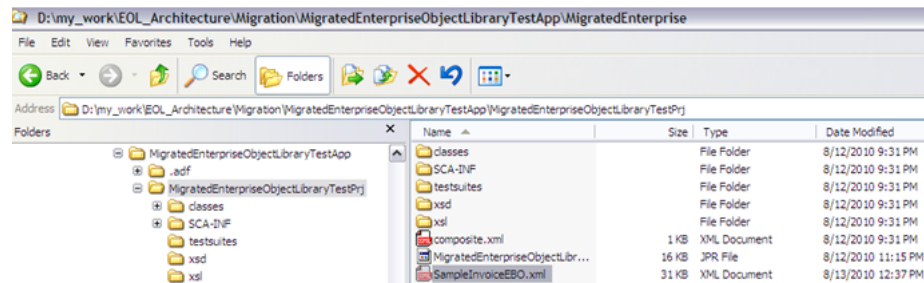 D:\my_work\EOL_Architecture\Migration\MigratedEnterpriseObjectLibraryTestApp\MigratedEnterprise
File Edit View Favorites Tools Help
Back Search Folders
Address D:\my_work\EOL_Architecture\Migration\MigratedEnterpriseObjectLibraryTestApp\MigratedEnterpriseObjectLibraryTestPrj
Folders x Name Size Type Date Modified
MigratedEnterpriseObjectLibraryTestApp classes File Folder 8/12/2010 9:31 PM
.adf SCA-INF File Folder 8/12/2010 9:31 PM
MigratedEnterpriseObjectLibraryTestPrj testsuites File Folder 8/12/2010 9:31 PM
classes xsd File Folder 8/12/2010 9:31 PM
SCA-INF xsl File Folder 8/12/2010 9:31 PM
testsuites composite.xml 1 KB XML Document 8/12/2010 9:31 PM
xsd MigratedEnterpriseObjectLibr... 16 KB JPR File 8/12/2010 11:15 PM
xsl SampleInvoiceEBO.xml 31 KB XML Document 8/13/2010 12:37 PM